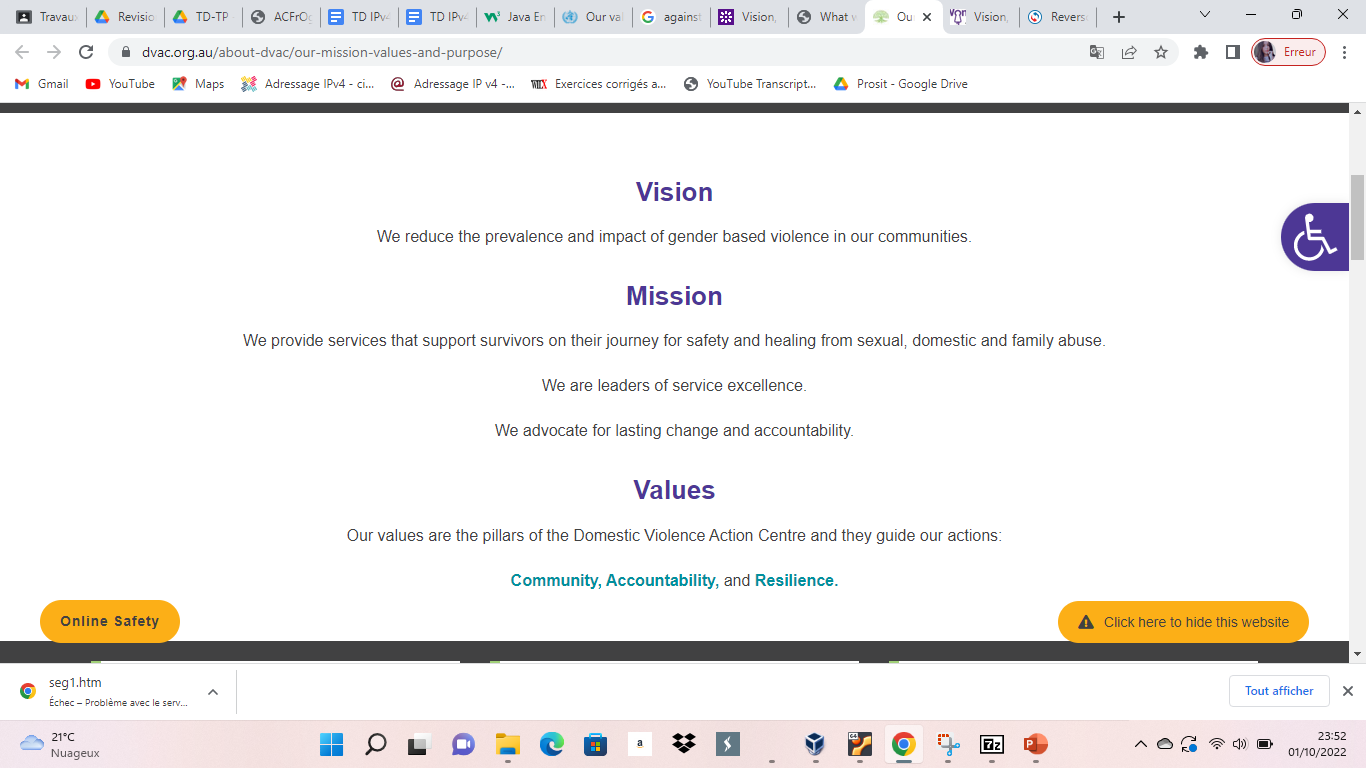 Travaux
Revisio
TD-TP
ACFrOg
TD IPv4
TD IPv4
Java En
Our val
against
Vision,
What v
Our
Vision,
Revers
dvac.org.au/about-dvac/our-mission-values-and-purpose/
Erreur
Gmail
YouTube
Maps
Adressage IPv4 - ci...
Adressage IP v4 -...
Exercices corrigés a...
YouTube Transcript...
Prosit - Google Drive
Vision
We reduce the prevalence and impact of gender based violence in our communities.
Mission
We provide services that support survivors on their journey for safety and healing from sexual, domestic and family abuse.
We are leaders of service excellence.
We advocate for lasting change and accountability.
Values
Our values are the pillars of the Domestic Violence Action Centre and they guide our actions:
Community, Accountability, and Resilience.
Online Safety
Click here to hide this website
seg1.htm
Échec – Problème avec le serv...
Tout afficher
21°C
Nuageux
23:52
01/10/2022